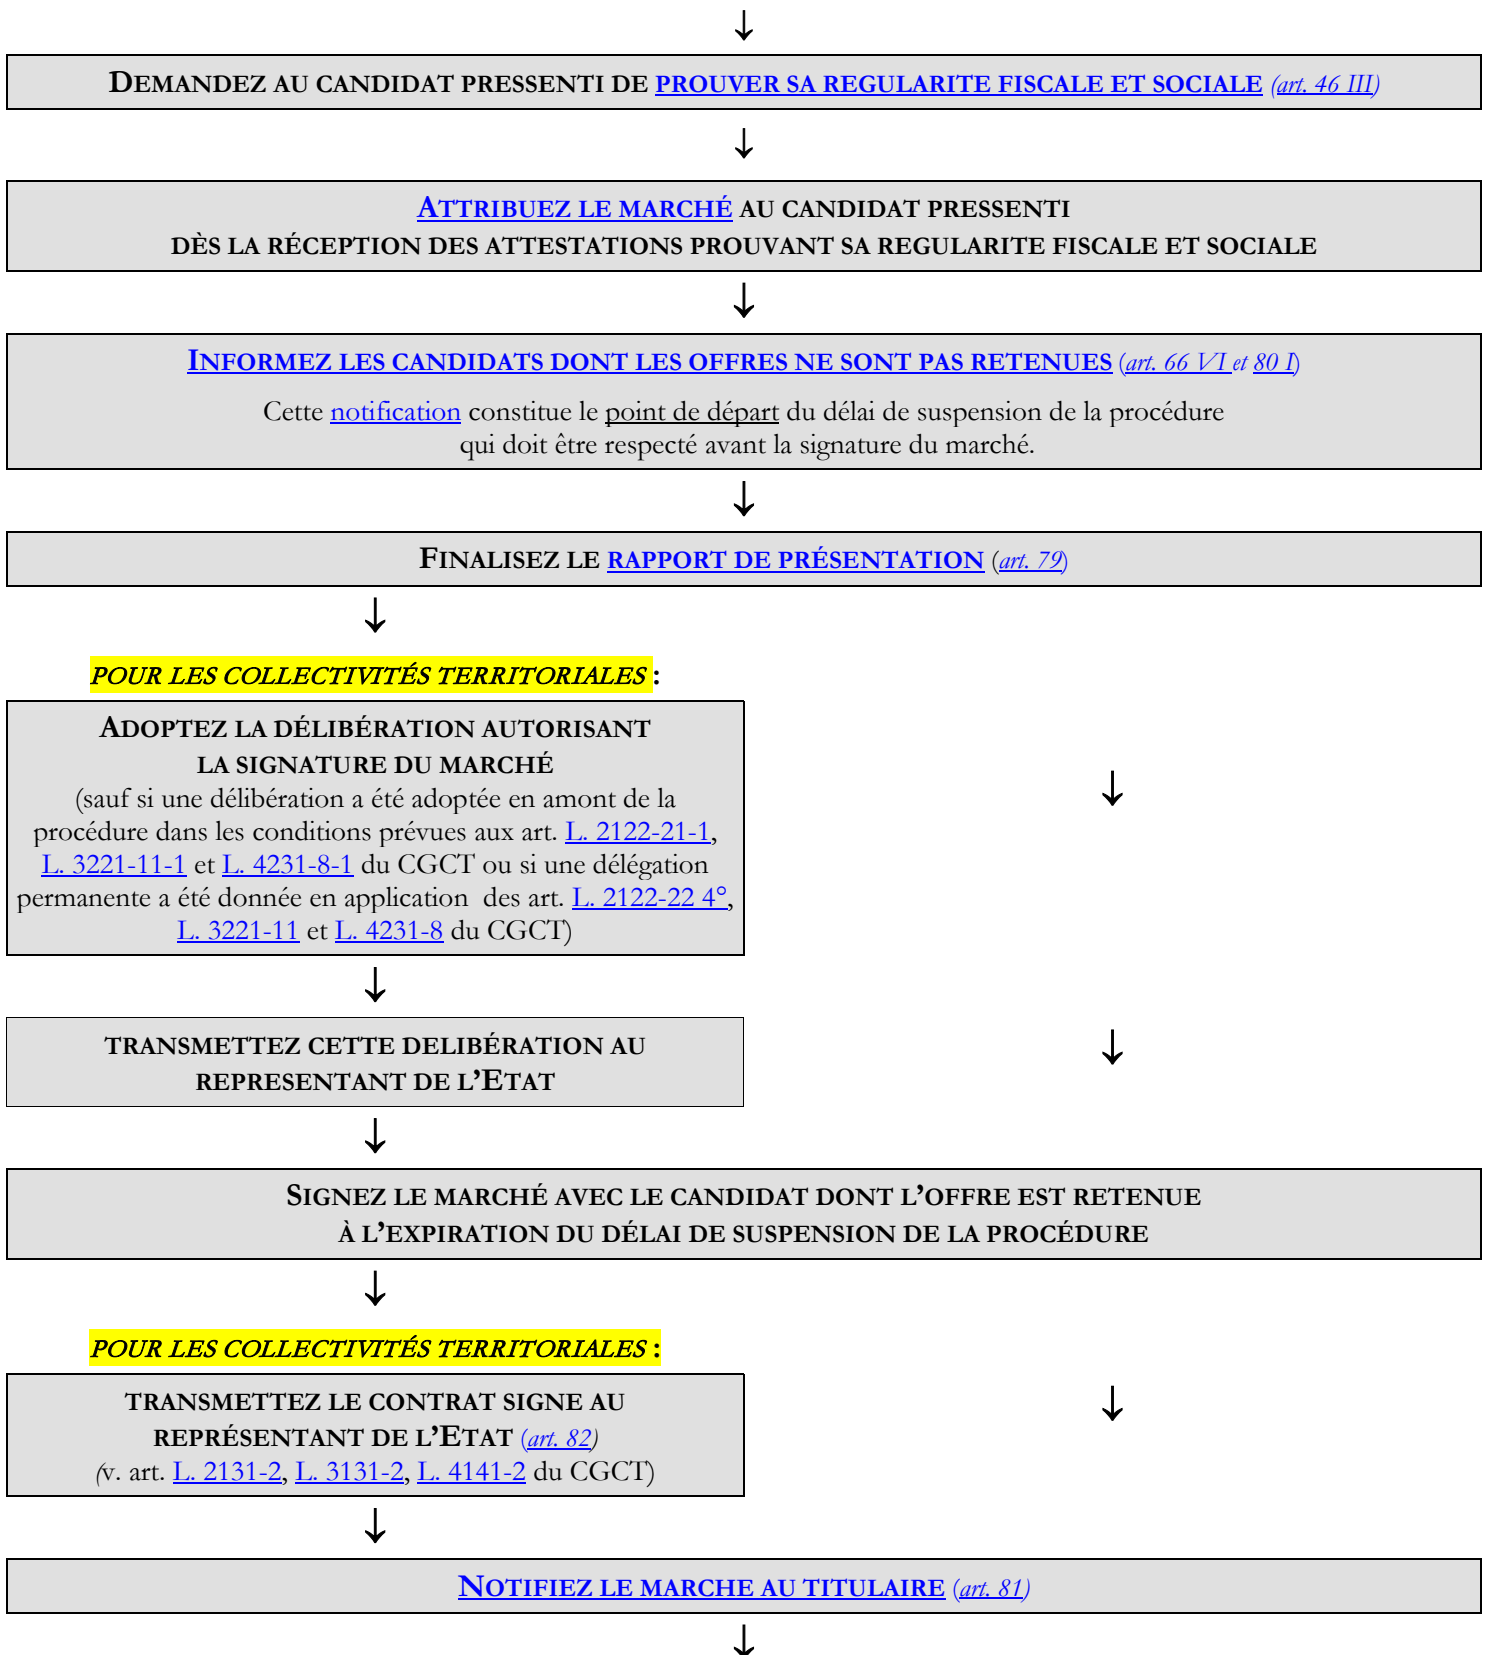 ↓
DEMANDEZ AU CANDIDAT PRESSENTI DE PROUVER SA REGULARITE FISCALE ET SOCIALE (art. 46 III)
↓
ATTRIBUEZ LE MARCHÉ AU CANDIDAT PRESSENTI
DÈS LA RÉCEPTION DES ATTESTATIONS PROUVANT SA REGULARITE FISCALE ET SOCIALE
↓
INFORMEZ LES CANDIDATS DONT LES OFFRES NE SONT PAS RETENUES (art. 66 VI et 80 I)
Cette notification constitue le point de départ du délai de suspension de la procédure
qui doit être respecté avant la signature du marché.
↓
FINALISEZ LE RAPPORT DE PRÉSENTATION (art. 79)
↓
POUR LES COLLECTIVITÉS TERRITORIALES :
ADOPTEZ LA DÉLIBÉRATION AUTORISANT
LA SIGNATURE DU MARCHÉ
(sauf si une délibération a été adoptée en amont de la
procédure dans les conditions prévues aux art. L. 2122-21-1,
L. 3221-11-1 et L. 4231-8-1 du CGCT ou si une délégation
permanente a été donnée en application des art. L. 2122-22 4°,
L. 3221-11 et L. 4231-8 du CGCT)
↓
↓
TRANSMETTEZ CETTE DELIBÉRATION AU
REPRESENTANT DE L’ETAT
↓
↓
SIGNEZ LE MARCHÉ AVEC LE CANDIDAT DONT L’OFFRE EST RETENUE
À L’EXPIRATION DU DÉLAI DE SUSPENSION DE LA PROCÉDURE
↓
POUR LES COLLECTIVITÉS TERRITORIALES :
TRANSMETTEZ LE CONTRAT SIGNE AU
REPRÉSENTANT DE L’ETAT (art. 82)
(v. art. L. 2131-2, L. 3131-2, L. 4141-2 du CGCT)
↓
↓
NOTIFIEZ LE MARCHE AU TITULAIRE (art. 81)
↓